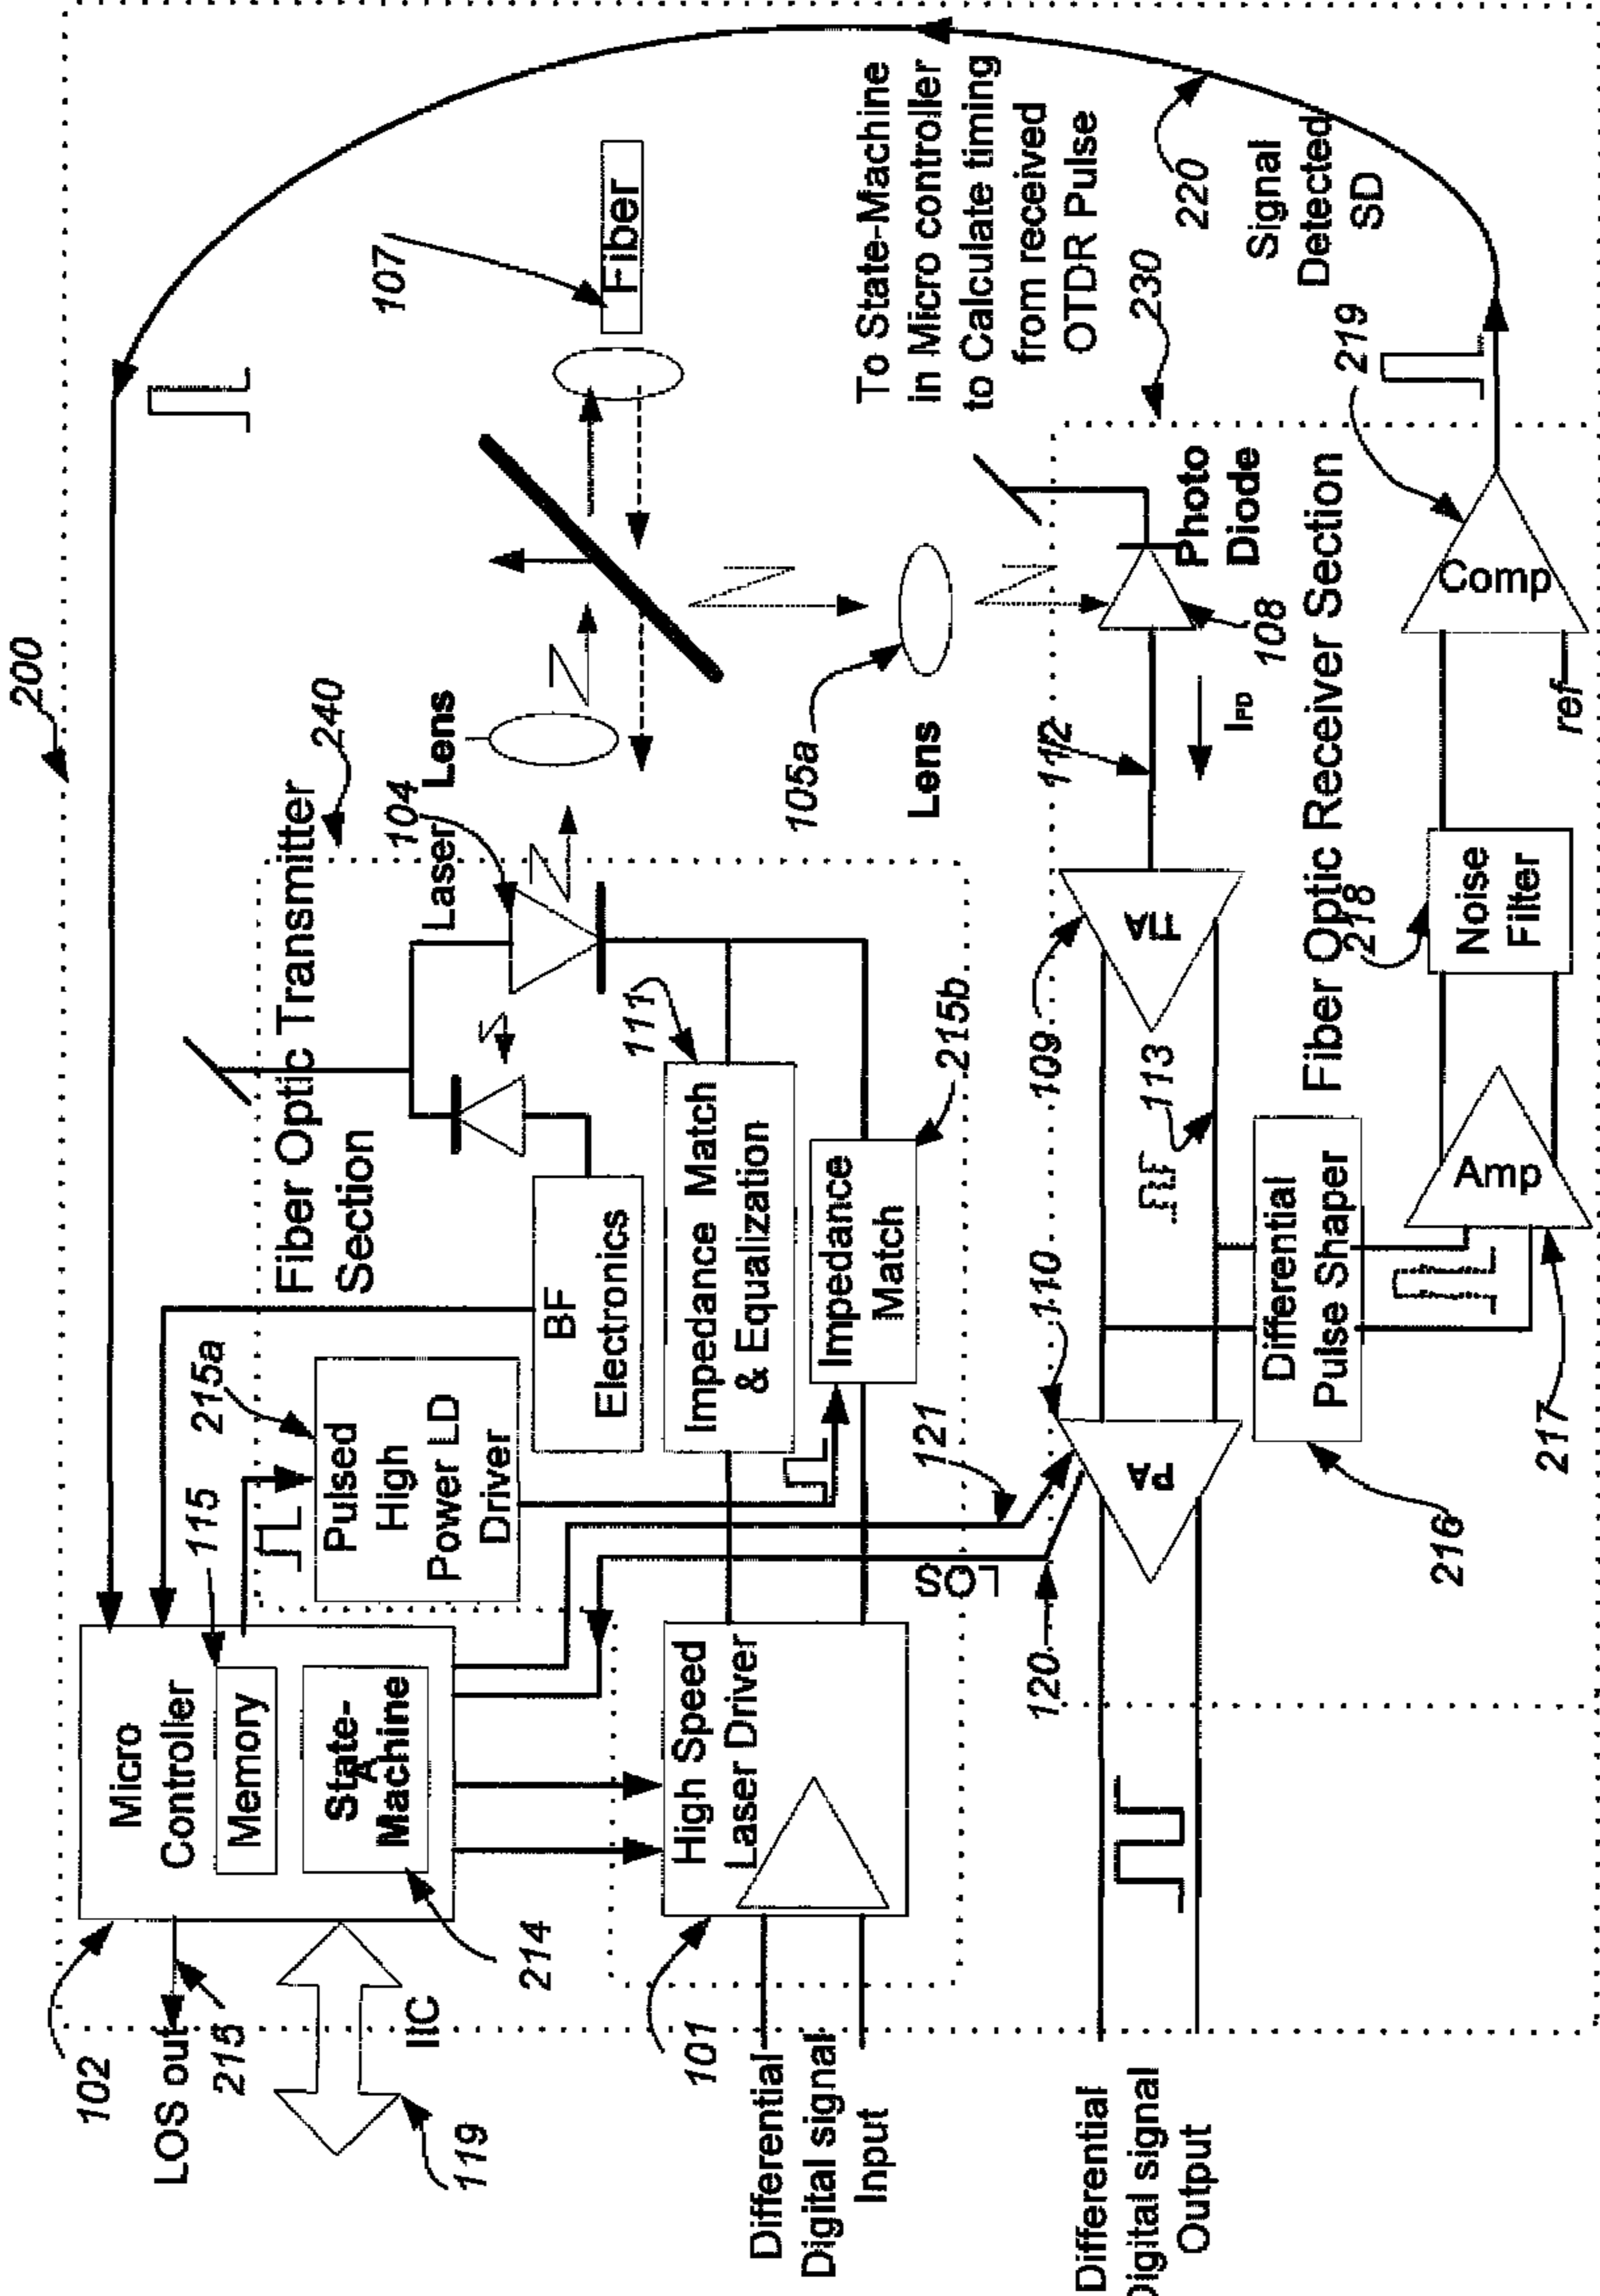 200
Micro
Controller
Memory
State-
A
Machine
102
LOS out
215
IIC
119
214
115
215a
Pulsed
High
Power LD
Driver
Fiber Optic Transmitter
Section
240
BF
Electronics
Laser
104
Lens
107
Fiber
Impedance Match
& Equalization
111
Impedance
Match
215b
High Speed
Laser Driver
101
Differential
Digital signal
Input
121
LOS
120
105a
Lens
To State-Machine
in Micro controller
to Calculate timing
from received
OTDR Pulse
230
220
Signal
Detected
SD
Photo
Diode
108
112
IPD
TIA
109
113
110
PA
Differential
Digital signal
Output
Fiber Optic Receiver Section
Differential
Pulse Shaper
216
Amp
217
Noise
Filter
218
Comp
219
ref